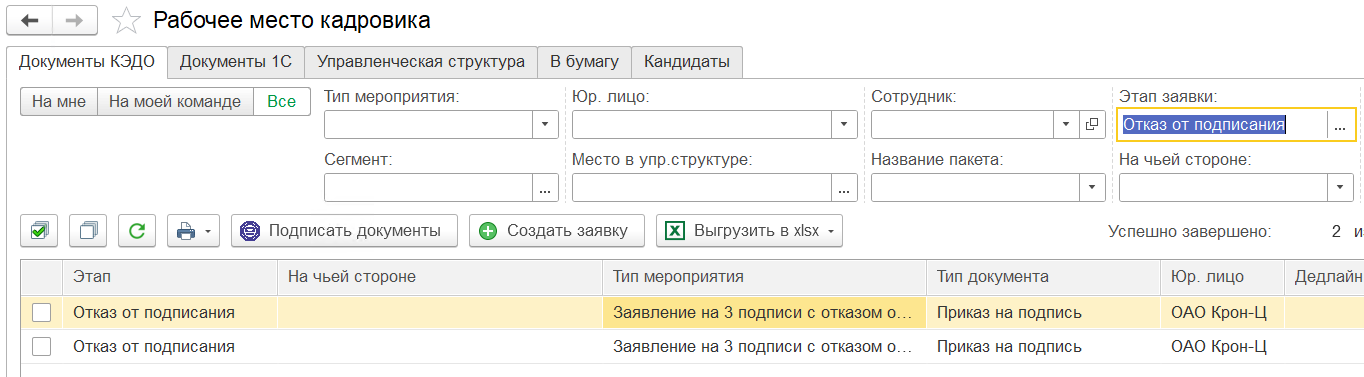 Рабочее место кадровика
Документы КЭДО Документы 1С Управленческая структура В бумагу Кандидаты
На мне На моей команде Все
Тип мероприятия: Юр. лицо: Сотрудник: Этап заявки:
Отказ от подписания ...
Сегмент: Место в упр.структуре: Название пакета: На чьей стороне:
... ...
Подписать документы Создать заявку Выгрузить в xlsx Успешно завершено: 2 из
Этап На чьей стороне Тип мероприятия Тип документа Юр. лицо Дедлайн
Отказ от подписания Заявление на 3 подписи с отказом о... Приказ на подпись ОАО Крон-Ц
Отказ от подписания Заявление на 3 подписи с отказом о... Приказ на подпись ОАО Крон-Ц